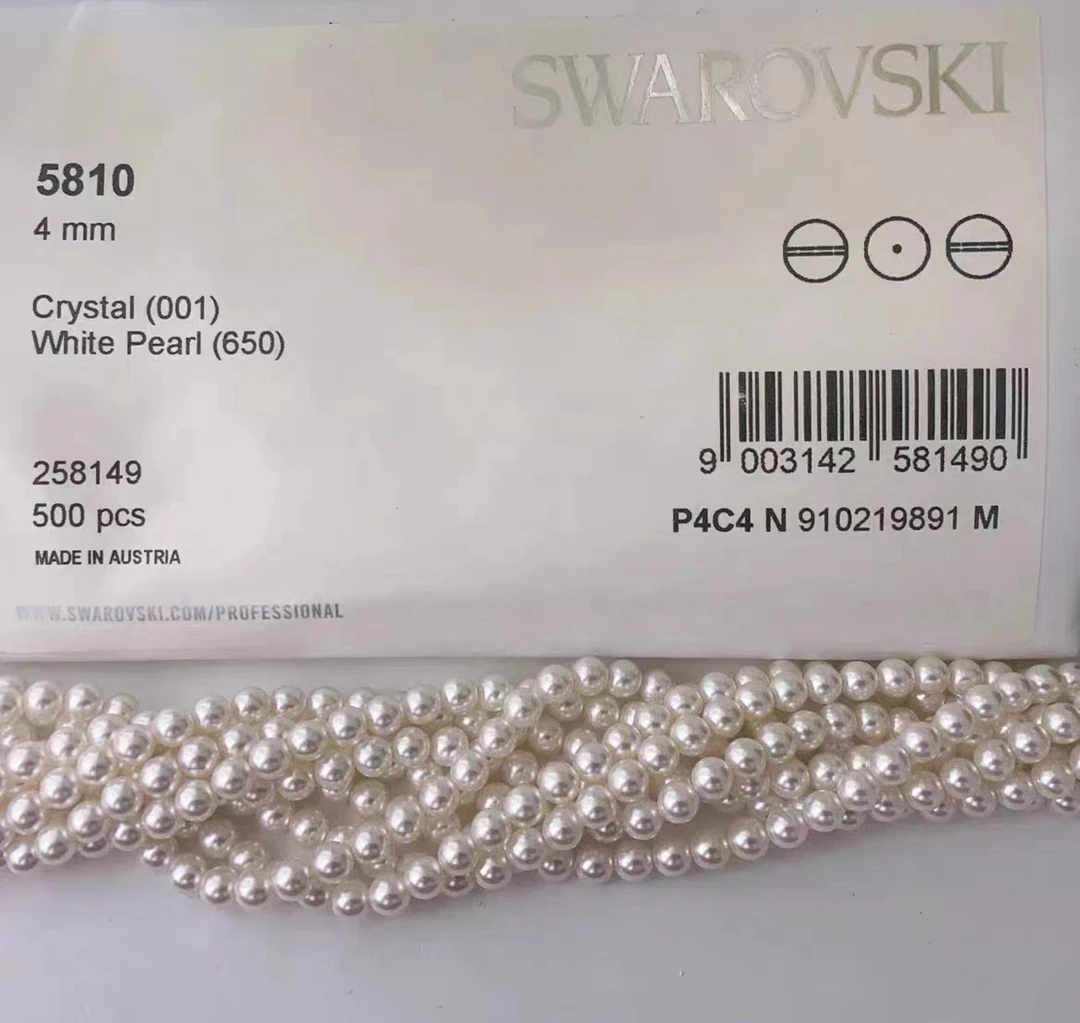 SWAROVSKI
5810
4 mm
Crystal (001)
White Pearl (650)
258149
500 pcs
MADE IN AUSTRIA
9 003142 581490
P4C4 N 910219891 M
WWW.SWAROVSKI.COM/PROFESSIONAL